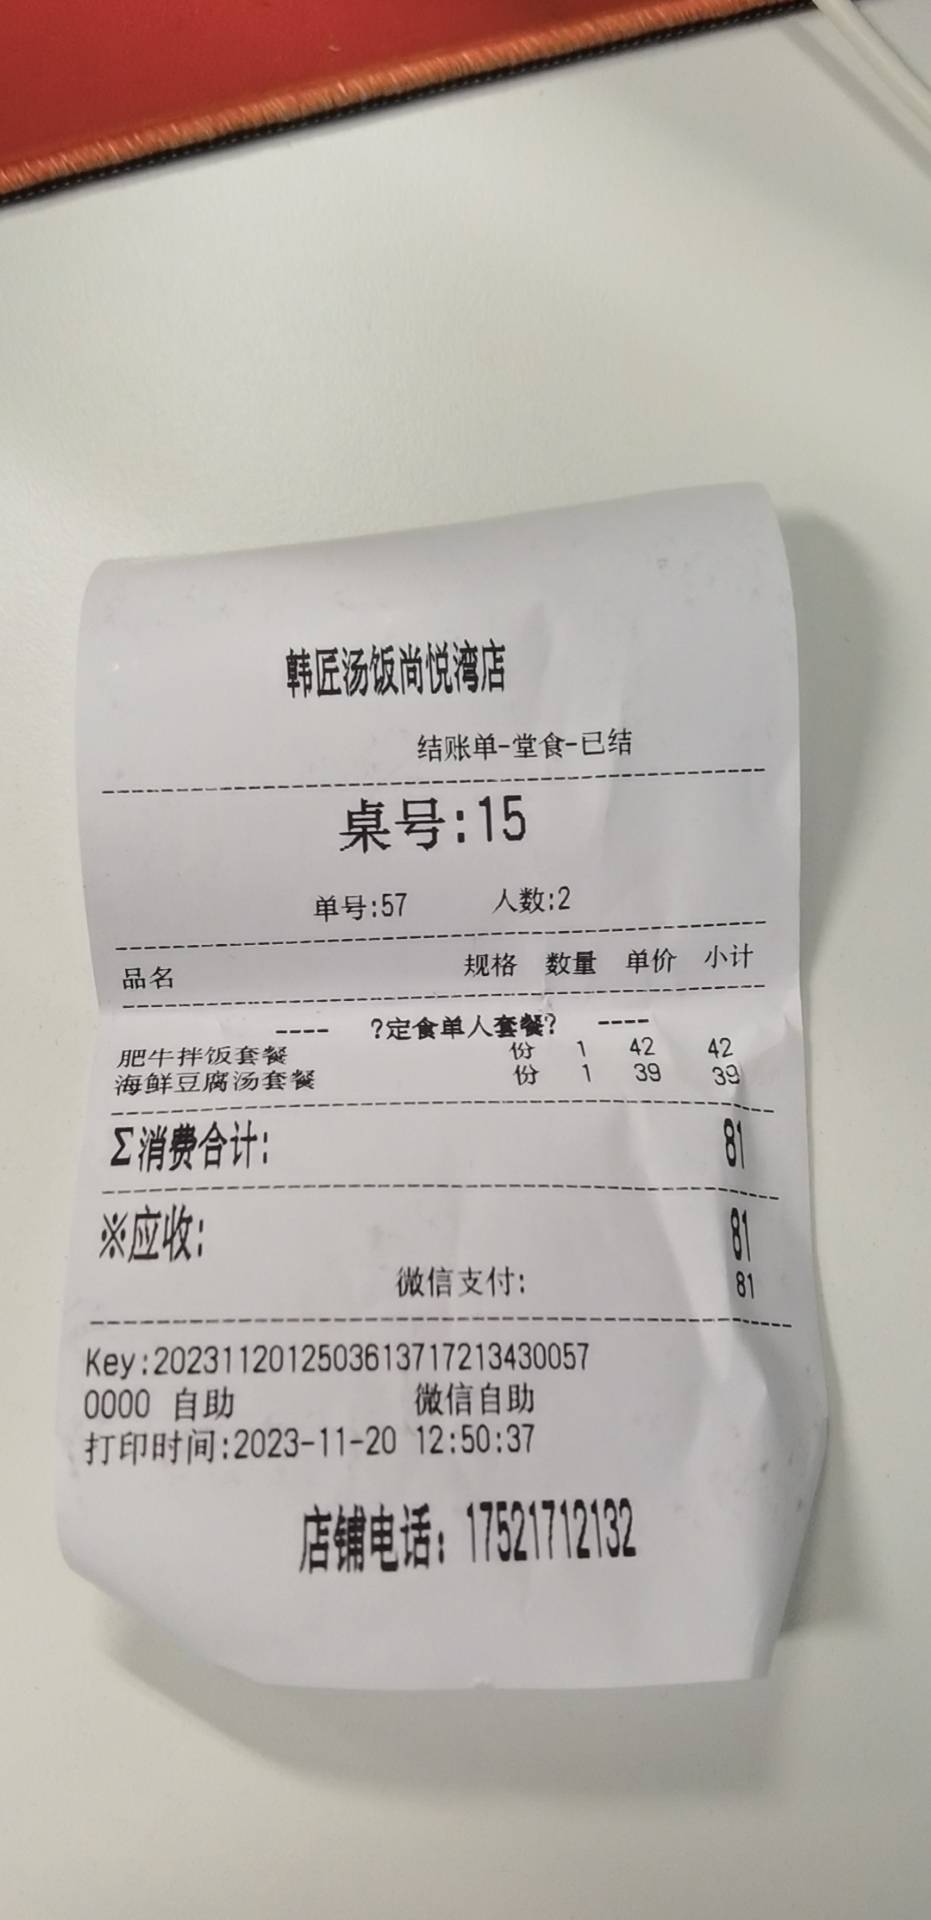 韩匠汤饭尚悦湾店
结账单-堂食-已结
桌号:15
单号:57 人数:2
品名 规格 数量 单价 小计
---- ?定食单人套餐? ----
肥牛拌饭套餐 份 1 42 42
海鲜豆腐汤套餐 份 1 39 39
Σ消费合计: 81
※应收: 81
微信支付: 81
Key:2023112012503613717213430057
0000 自助 微信自助
打印时间:2023-11-20 12:50:37
店铺电话：17521712132